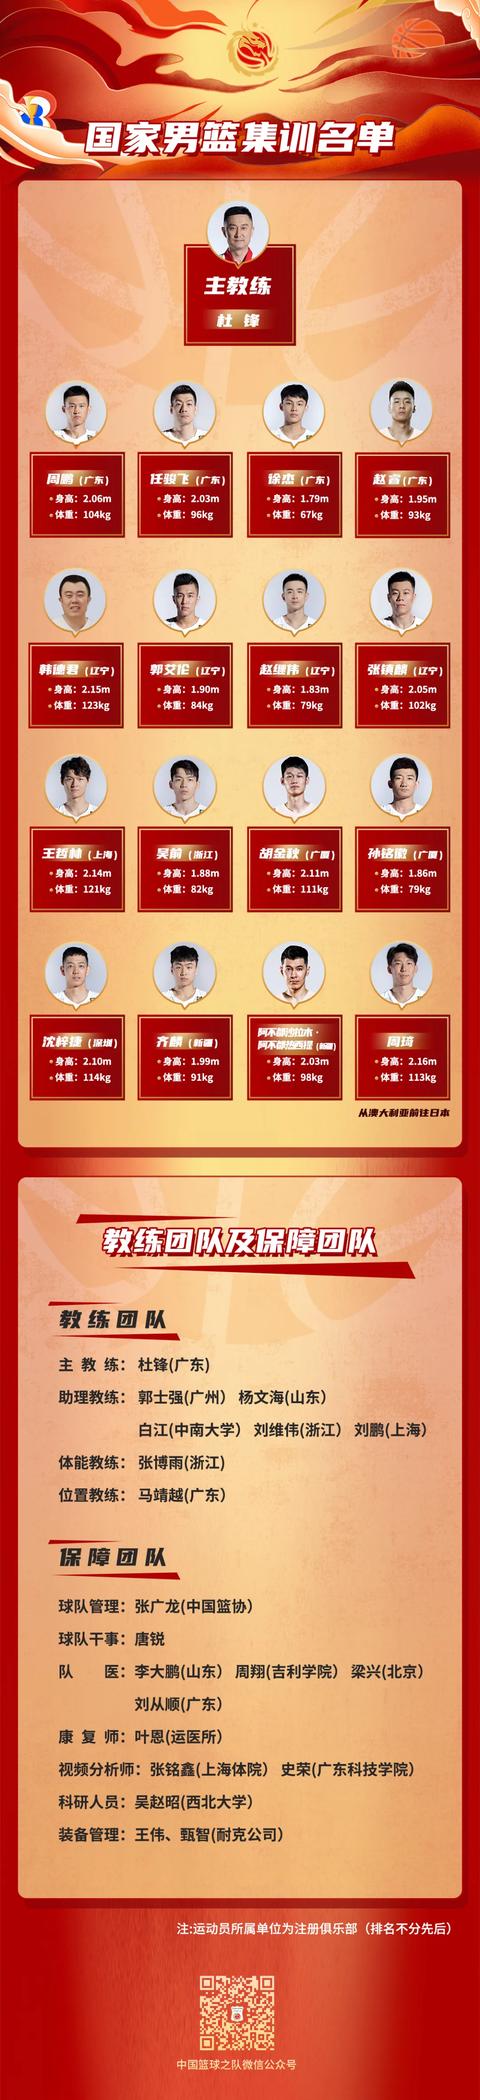 国家男篮集训名单
主教练
杜 锋
周鹏（广东） 任骏飞（广东） 徐杰（广东） 赵睿（广东）
身高：2.06m 身高：2.03m 身高：1.79m 身高：1.95m
体重：104kg 体重：96kg 体重：67kg 体重：93kg
韩德君（辽宁） 郭艾伦（辽宁） 赵继伟（辽宁） 张镇麟（辽宁）
身高：2.15m 身高：1.90m 身高：1.83m 身高：2.05m
体重：123kg 体重：84kg 体重：79kg 体重：102kg
王哲林（上海） 吴前（浙江） 胡金秋（广厦） 孙铭徽（广厦）
身高：2.14m 身高：1.88m 身高：2.11m 身高：1.86m
体重：121kg 体重：82kg 体重：111kg 体重：79kg
沈梓捷（深圳） 齐麟（新疆） 阿不都沙拉木· 周琦
阿不都热西提（新疆）
身高：2.10m 身高：1.99m 身高：2.03m 身高：2.16m
体重：114kg 体重：91kg 体重：98kg 体重：113kg
从澳大利亚前往日本
教练团队及保障团队
教练团队
主 教 练： 杜锋(广东)
助理教练： 郭士强(广州） 杨文海(山东）
白江(中南大学） 刘维伟(浙江） 刘鹏(上海）
体能教练： 张博雨(浙江)
位置教练： 马靖越(广东）
保障团队
球队管理：张广龙(中国篮协）
球队干事：唐锐
队 医：李大鹏(山东） 周翔(吉利学院） 梁兴(北京）
刘从顺(广东）
康 复 师：叶恩(运医所）
视频分析师：张铭鑫(上海体院） 史荣(广东科技学院）
科研人员：吴赵昭(西北大学）
装备管理：王伟、甄智(耐克公司）
注:运动员所属单位为注册俱乐部（排名不分先后）
中国篮球之队微信公众号